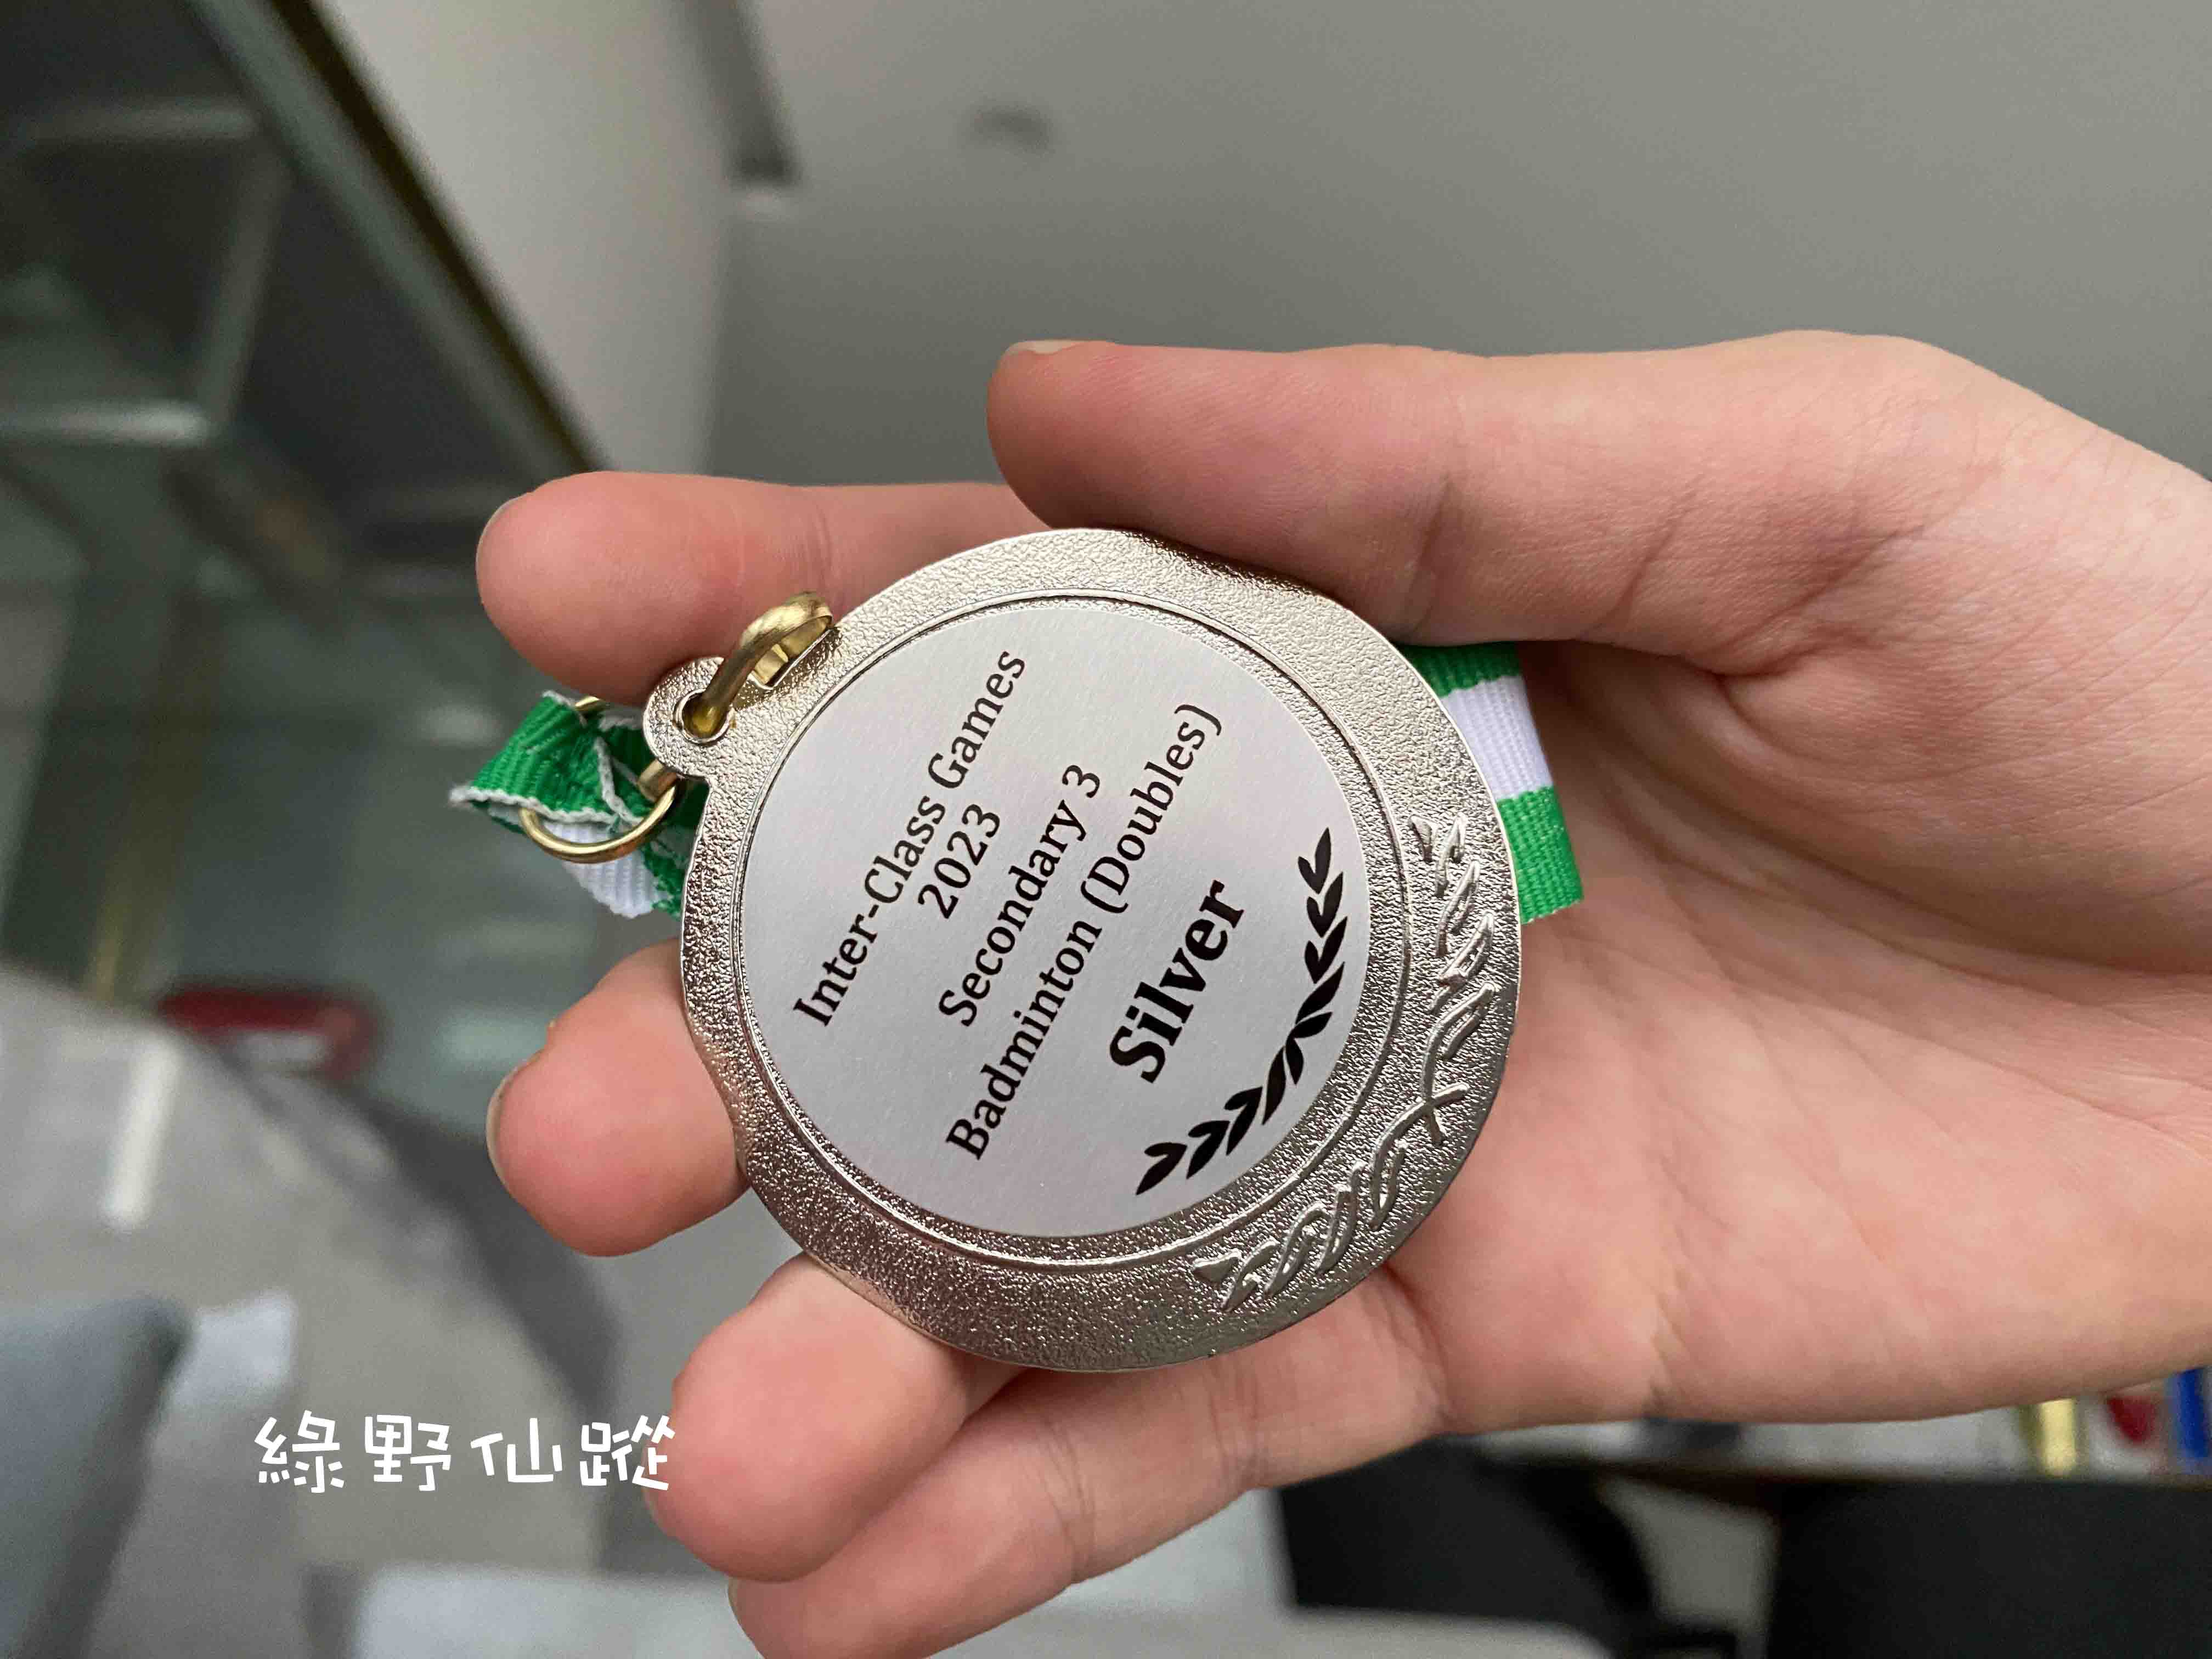 Inter-Class Games
2023
Secondary 3
Badminton (Doubles)
Silver
綠野仙蹤